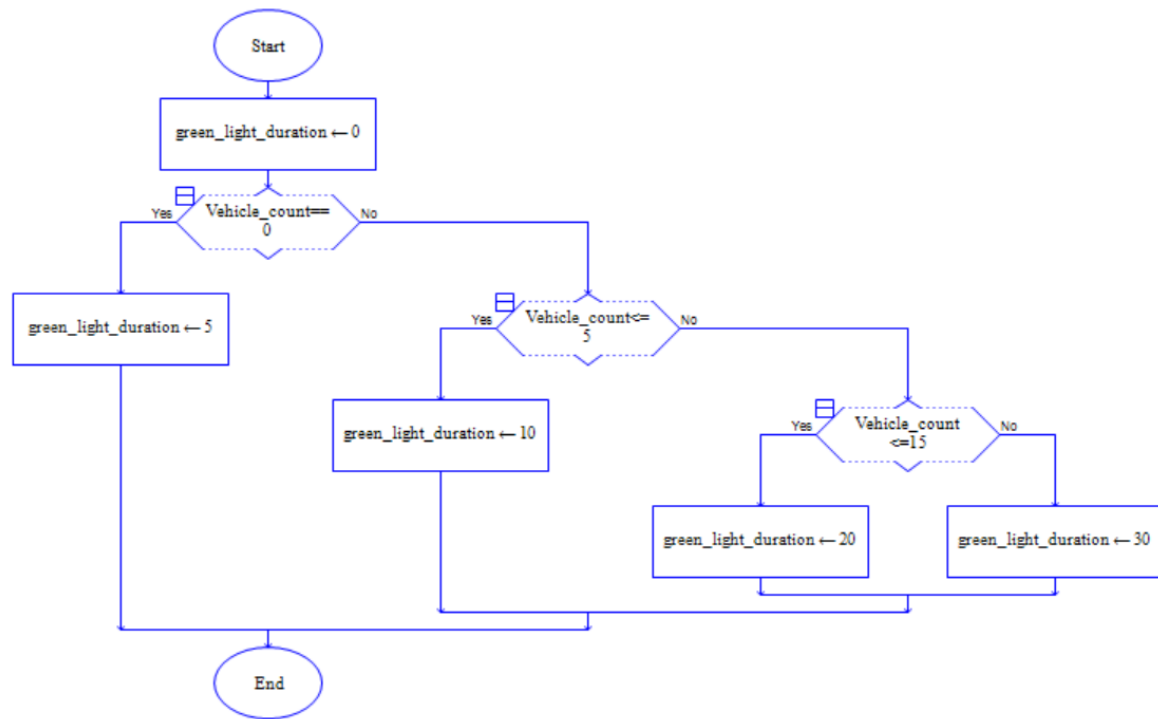 Start
green_light_duration ← 0
Yes
Vehicle_count==
0
No
green_light_duration ← 5
Yes
Vehicle_count<=
5
No
green_light_duration ← 10
Yes
Vehicle_count
<=15
No
green_light_duration ← 20
green_light_duration ← 30
End